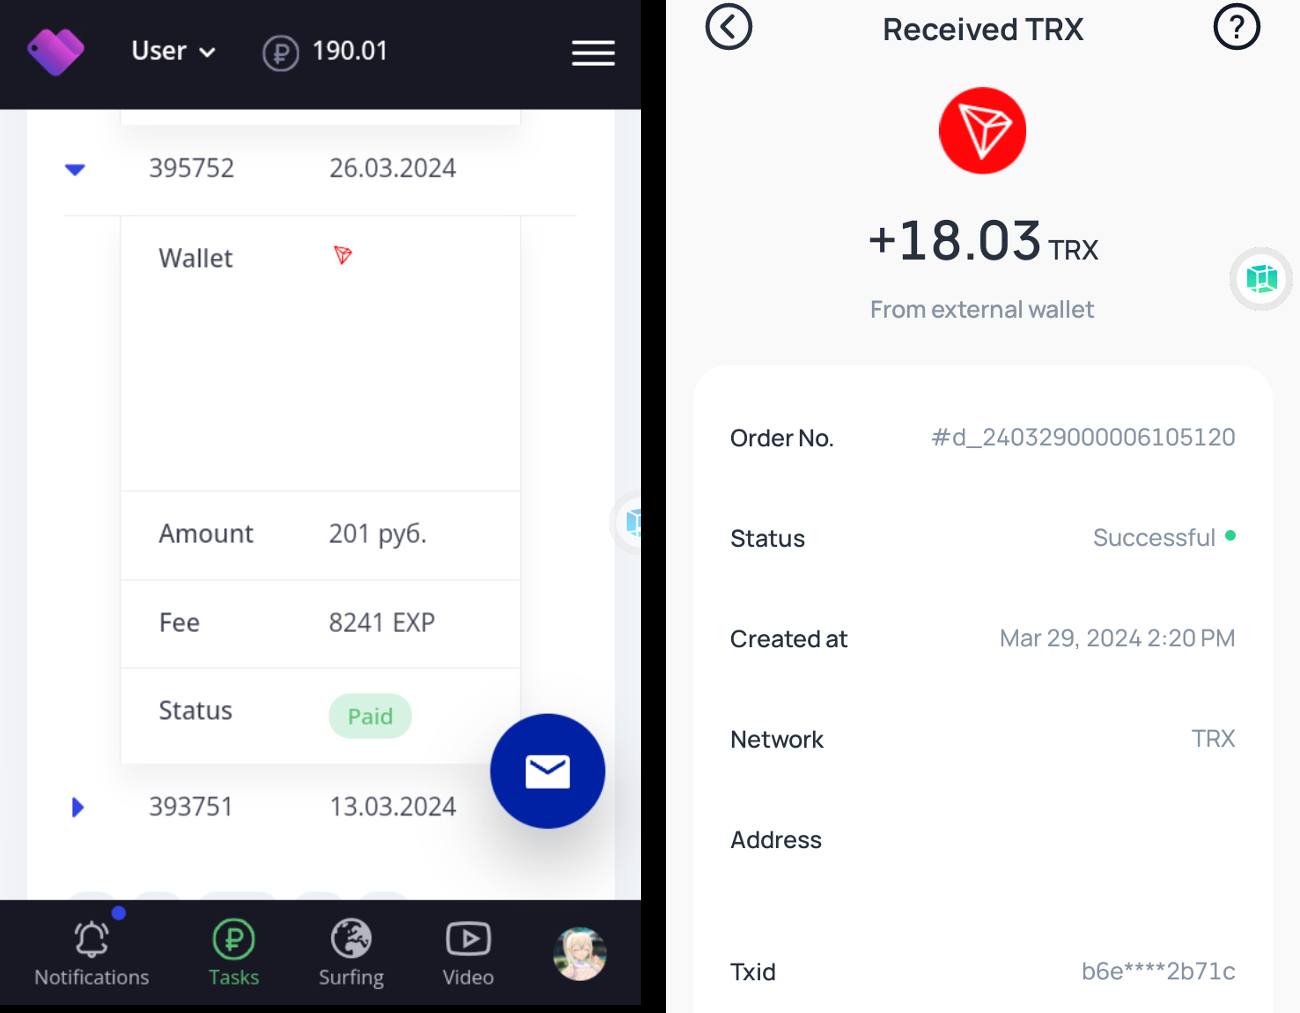 User
190.01
395752 26.03.2024
Wallet
Amount 201 руб.
Fee 8241 EXP
Status Paid
393751 13.03.2024
Notifications Tasks Surfing Video
Received TRX
?
+18.03 TRX
From external wallet
Order No. #d_240329000006105120
Status Successful
Created at Mar 29, 2024 2:20 PM
Network TRX
Address
Txid b6e****2b71c